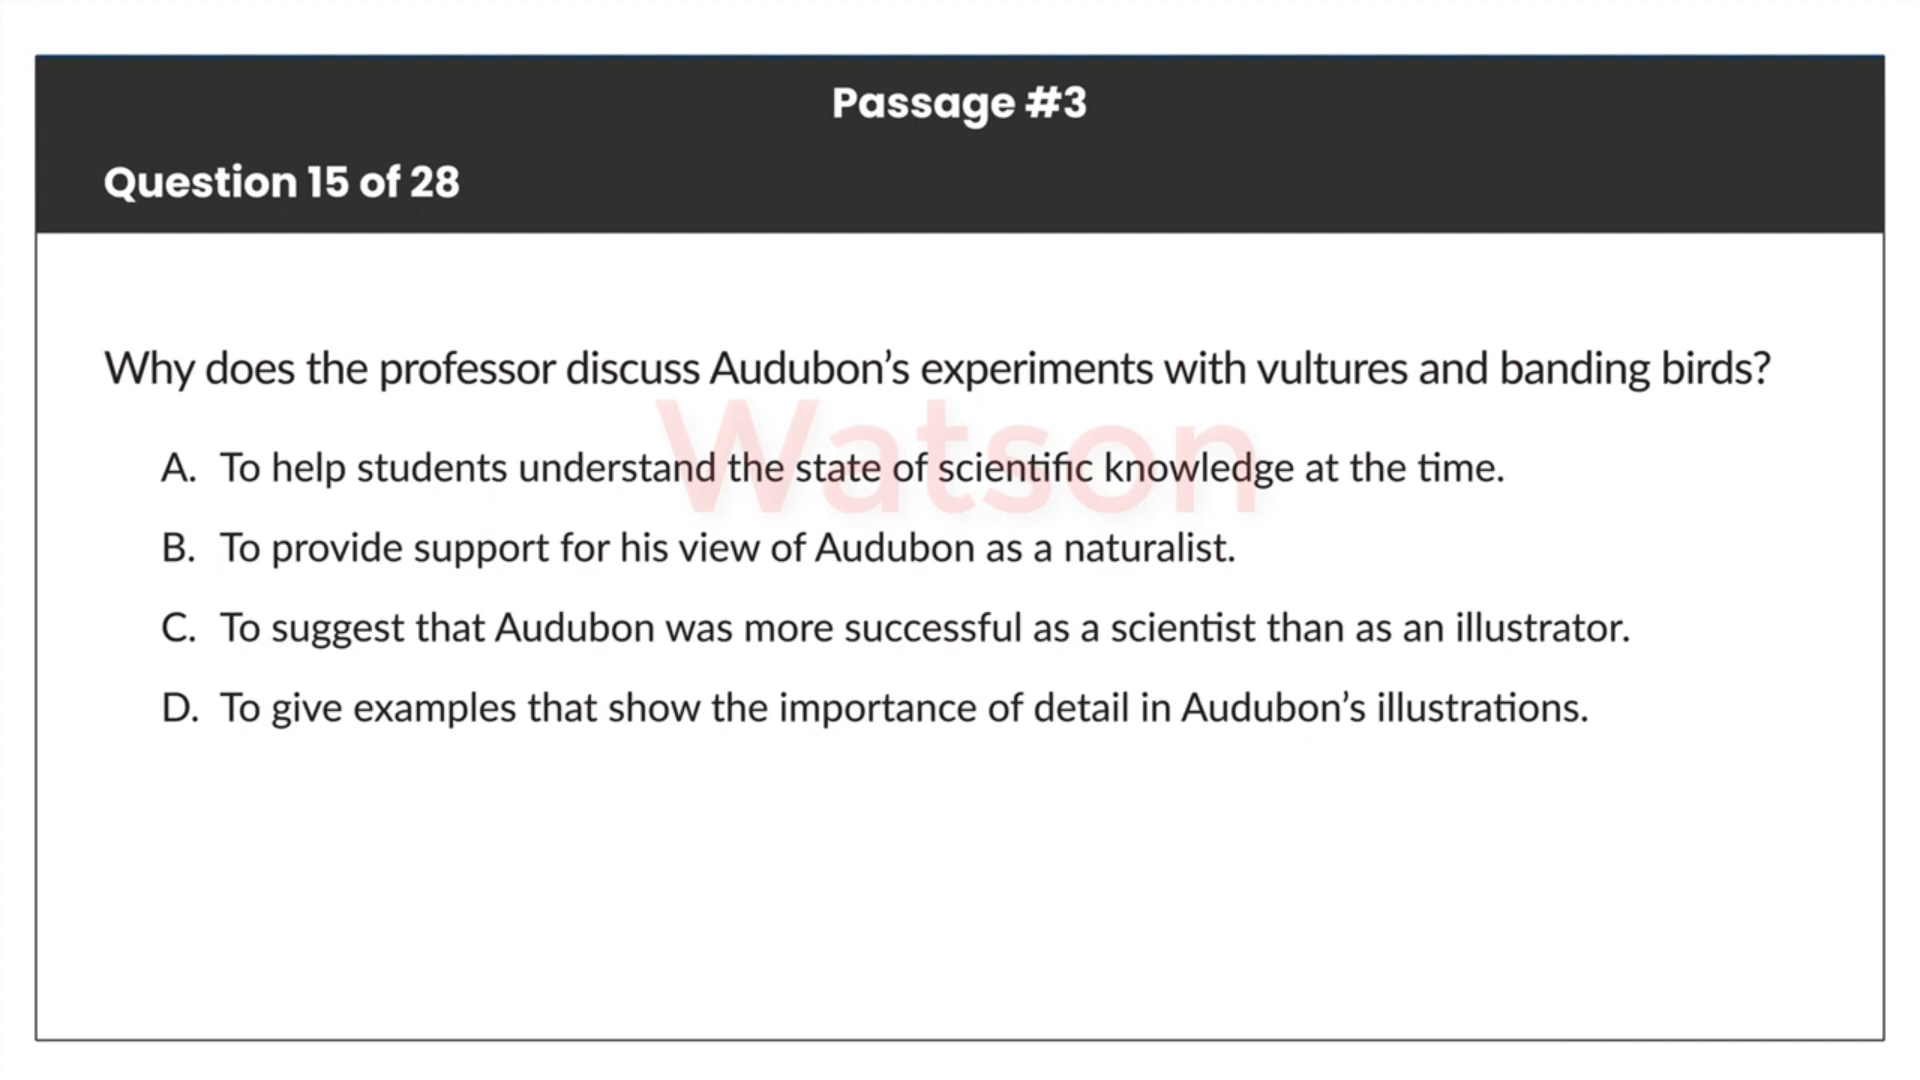 Passage #3
Question 15 of 28
Why does the professor discuss Audubon’s experiments with vultures and banding birds?
Watson
A. To help students understand the state of scientific knowledge at the time.
B. To provide support for his view of Audubon as a naturalist.
C. To suggest that Audubon was more successful as a scientist than as an illustrator.
D. To give examples that show the importance of detail in Audubon’s illustrations.